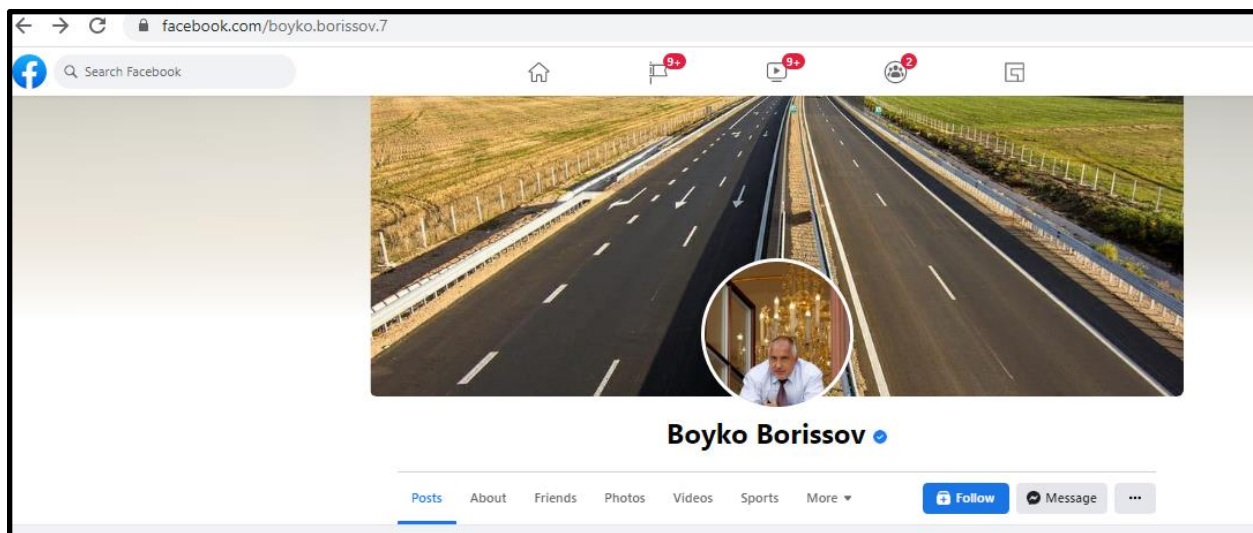 facebook.com/boyko.borissov.7
Search Facebook
9+ 9+ 2
Boyko Borissov
Posts About Friends Photos Videos Sports More Follow Message ...